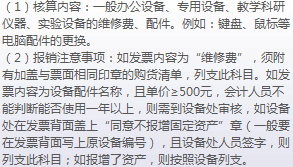 （1）核算内容：一般办公设备、专用设备、教学科研
仪器、实验设备的维修费、配件。例如：键盘、鼠标等
电脑配件的更换。
（2）报销注意事项：如发票内容为“维修费”，须附
有加盖与票面相同印章的购货清单，列支此科目。如发
票内容为设备配件名称，且单价≥500元，会计人员不
能判断能否使用一年以上，则需到设备处审核，如设备
处在发票背面盖上“同意不报增固定资产”章（一般要
在发票背面写上原设备编号），且设备处人员签字，则
列支此科目；如报增了资产，则按照设备列支。